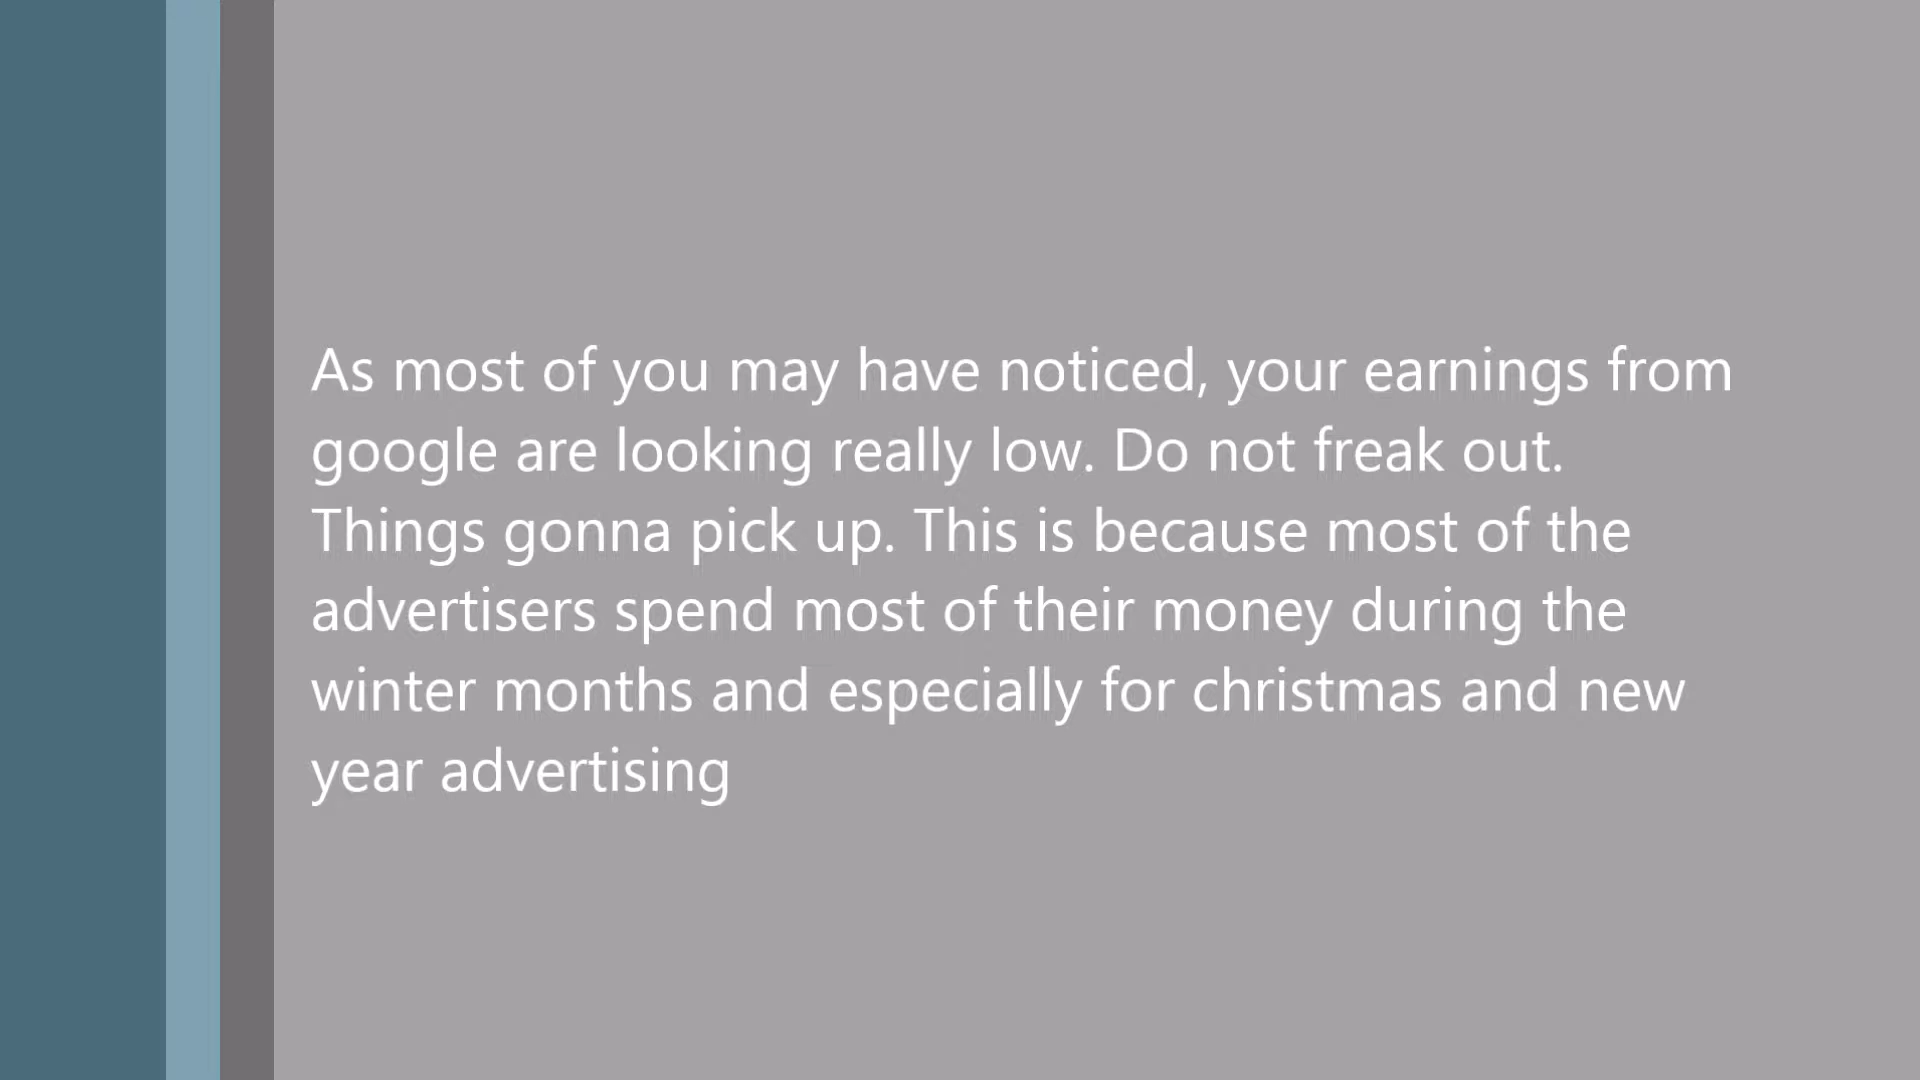 As most of you may have noticed, your earnings from
google are looking really low. Do not freak out.
Things gonna pick up. This is because most of the
advertisers spend most of their money during the
winter months and especially for christmas and new
year advertising